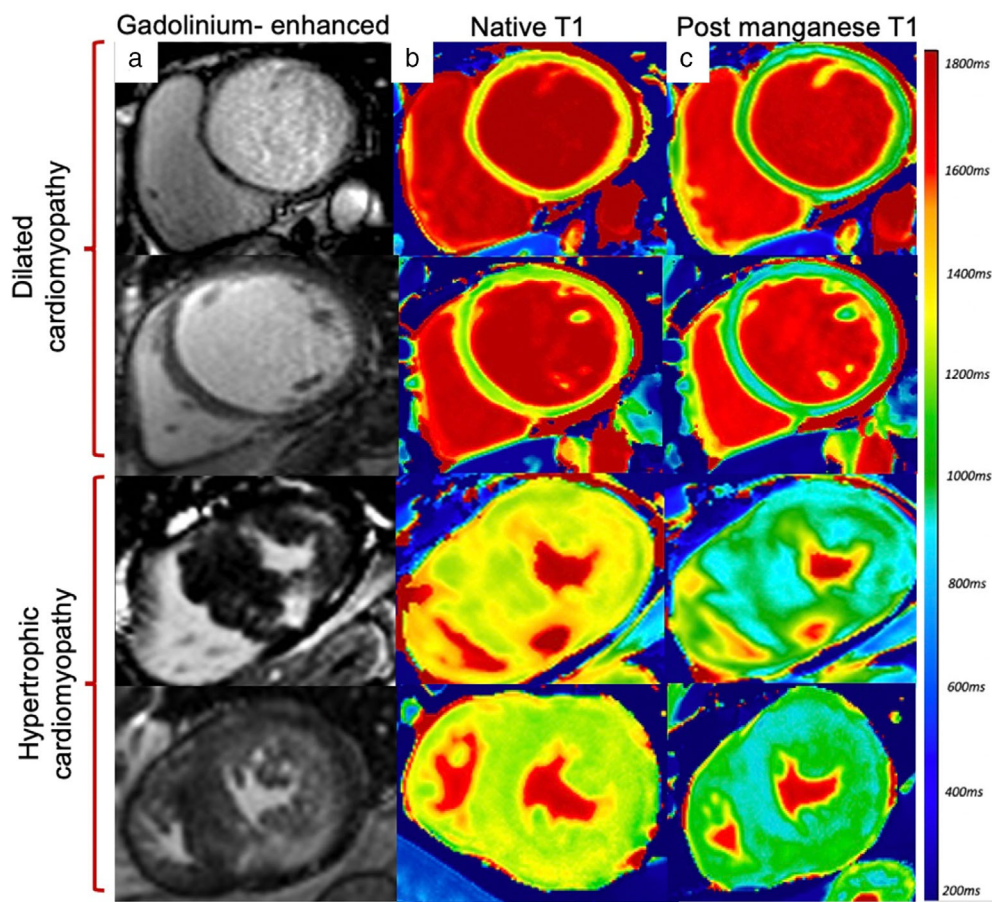 Gadolinium- enhanced
Native T1
Post manganese T1
a
b
c
Dilated
cardiomyopathy
Hypertrophic
cardiomyopathy
1800ms
1600ms
1400ms
1200ms
1000ms
800ms
600ms
400ms
200ms